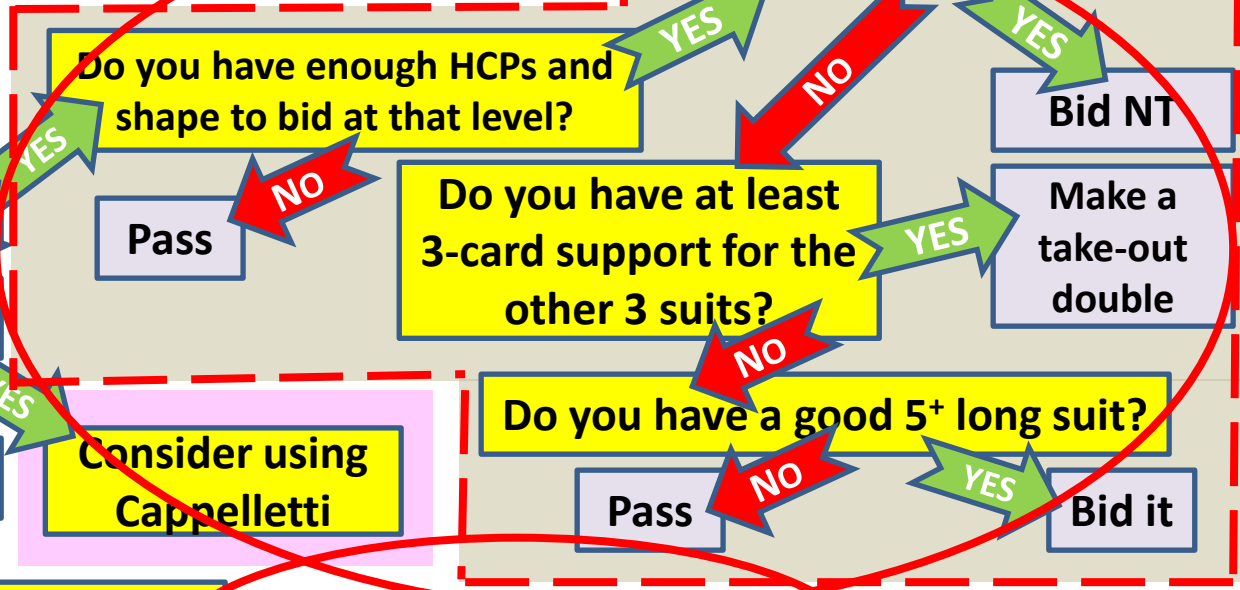 YES
NO
YES
Do you have enough HCPs and
shape to bid at that level?
Bid NT
YES
NO
Pass
Do you have at least
3-card support for the
other 3 suits?
YES
Make a
take-out
double
NO
Do you have a good 5⁺ long suit?
YES
Consider using
Cappelletti
NO
Pass
YES
Bid it